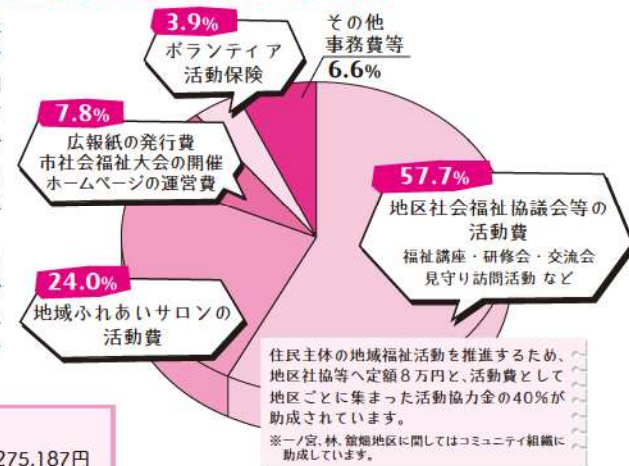 3.9%
ボランティア
活動保険
その他
事務費等
6.6%
7.8%
広報紙の発行費
市社会福祉大会の開催
ホームページの運営費
57.7%
地区社会福祉協議会等の
活動費
福祉講座・研修会・交流会
見守り訪問活動 など
24.0%
地域ふれあいサロンの
活動費
住民主体の地域福祉活動を推進するため、
地区社協等へ定額8万円と、活動費として
地区ごとに集まった活動協力金の40%が
助成されています。
※一ノ宮、林、舘畑地区に関してはコミュニティ組織に
助成しています。
275,187円